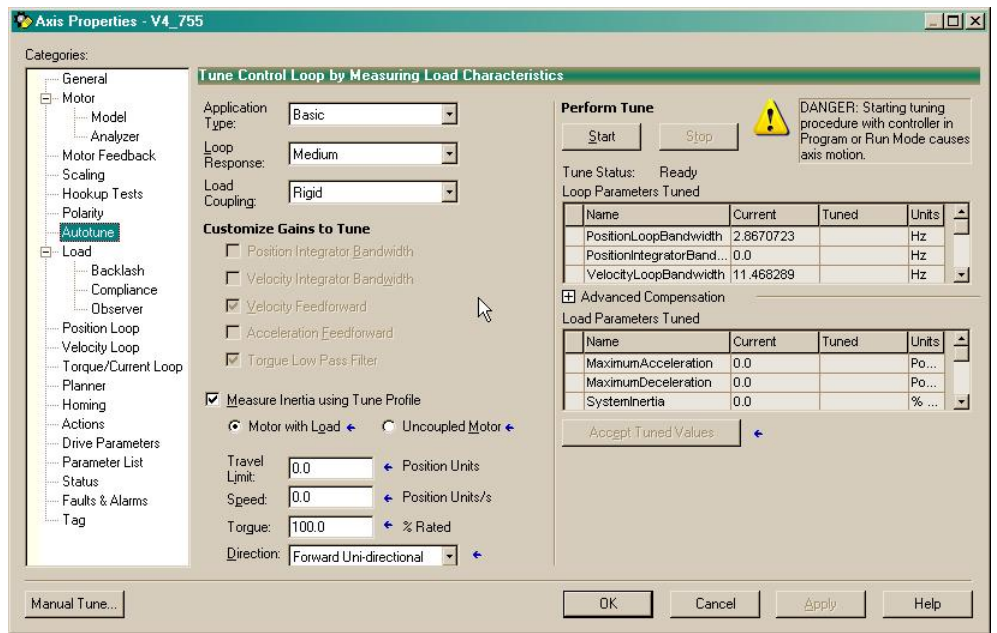 Axis Properties - V4_755
Categories:
General
Motor
Model
Analyzer
Motor Feedback
Scaling
Hookup Tests
Polarity
Autotune
Load
Backlash
Compliance
Observer
Position Loop
Velocity Loop
Torque/Current Loop
Planner
Homing
Actions
Drive Parameters
Parameter List
Status
Faults & Alarms
Tag
Tune Control Loop by Measuring Load Characteristics
Application
Type:
Basic
Loop
Response:
Medium
Load
Coupling:
Rigid
Customize Gains to Tune
Position Integrator Bandwidth
Velocity Integrator Bandwidth
Velocity Feedforward
Acceleration Feedforward
Torque Low Pass Filter
Measure Inertia using Tune Profile
Motor with Load
Uncoupled Motor
Travel
Limit:
0.0
Position Units
Speed:
0.0
Position Units/s
Torque:
100.0
% Rated
Direction:
Forward Uni-directional
Perform Tune
Start
Stop
DANGER: Starting tuning
procedure with controller in
Program or Run Mode causes
axis motion.
Tune Status: Ready
Loop Parameters Tuned
Name Current Tuned Units
PositionLoopBandwidth 2.8670723 Hz
PositionIntegratorBand... 0.0 Hz
VelocityLoopBandwidth 11.468289 Hz
Advanced Compensation
Load Parameters Tuned
Name Current Tuned Units
MaximumAcceleration 0.0 Po...
MaximumDeceleration 0.0 Po...
SystemInertia 0.0 % ...
Accept Tuned Values
Manual Tune...
OK
Cancel
Apply
Help